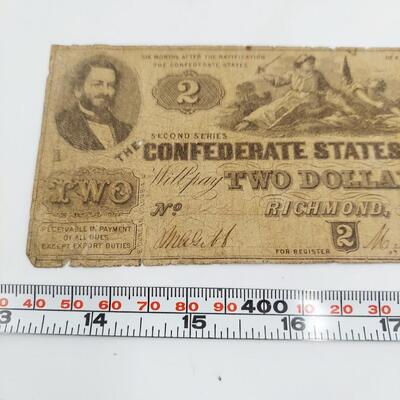 SIX MONTHS AFTER THE RATIFICATION
THE CONFEDERATE STATES
2
SECOND SERIES
THE CONFEDERATE STATES
Will pay TWO DOLLA
TWO
No
RICHMOND,
RECEIVABLE IN PAYMENT
OF ALL DUES
EXCEPT EXPORT DUTIES
FOR REGISTER
2
40 50 60 70 80 90 400 10 20 30
3 14 15 16 17